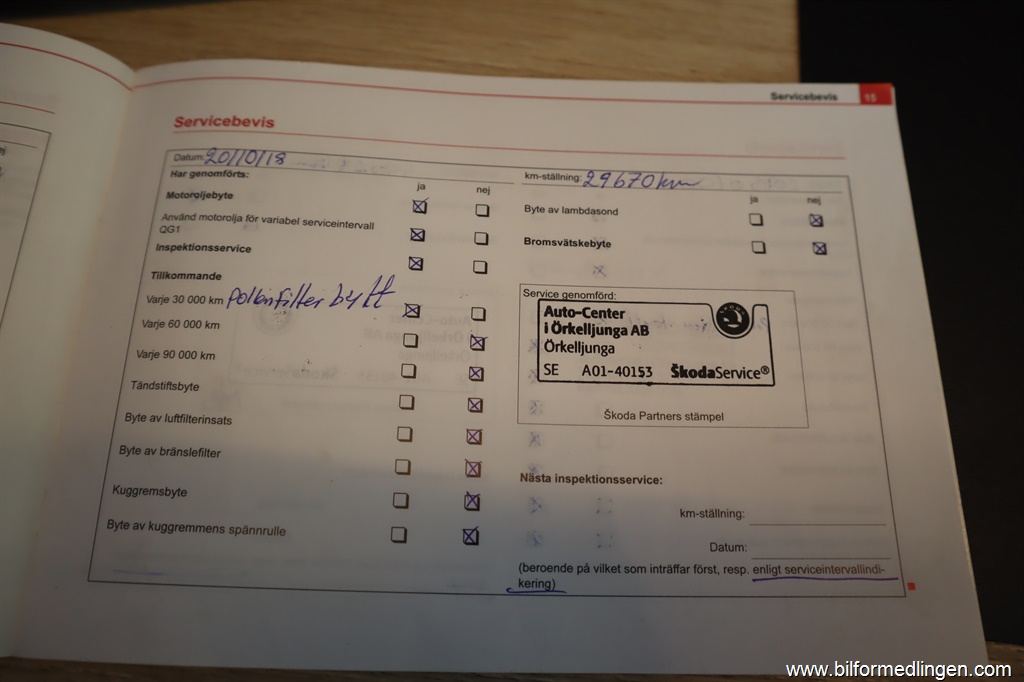 Servicebevis 15
Servicebevis
Datum: 20/10/18
km-ställning: 29670 km
Har genomförts:
ja nej
Motoroljebyte
Använd motorolja för variabel serviceintervall
QG1
Inspektionsservice
Tillkommande
Varje 30 000 km pollenfilter bytt
Varje 60 000 km
Varje 90 000 km
Tändstiftsbyte
Byte av luftfilterinsats
Byte av bränslefilter
Kuggremsbyte
Byte av kuggremmens spännrulle
ja nej
Byte av lambdasond
Bromsvätskebyte
Service genomförd:
Auto-Center
i Örkelljunga AB
Örkelljunga
SE A01-40153 ŠkodaService®
Škoda Partners stämpel
Nästa inspektionsservice:
km-ställning:
Datum:
(beroende på vilket som inträffar först, resp. enligt serviceintervallindi-
kering)
www.bilformedlingen.com